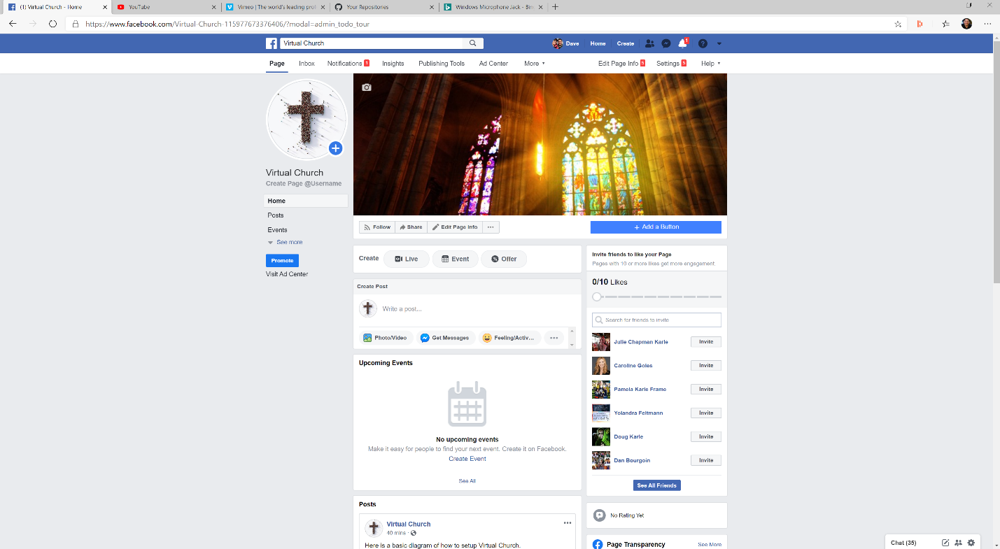 (1) Virtual Church - Home
YouTube
Vimeo | The world's leading prof
Your Repositories
Windows Microphone Jack - Bing
https://www.facebook.com/Virtual-Church-115977673376406/?modal=admin_todo_tour
Virtual Church
Dave Home Create 1
Page Inbox Notifications 1 Insights Publishing Tools Ad Center More Edit Page Info 5 Settings 5 Help
Virtual Church
Create Page @Username
Home
Posts
Events
See more
Promote
Visit Ad Center
Follow Share Edit Page Info ...
+ Add a Button
Create Live Event Offer
Create Post
Write a post...
Photo/Video Get Messages Feeling/Activ... ...
Upcoming Events
No upcoming events
Make it easy for people to find your next event. Create it on Facebook.
Create Event
See All
Posts
Virtual Church
40 mins ·
Here is a basic diagram of how to setup Virtual Church.
Invite friends to like your Page
Pages with 10 or more likes get more engagement.
0/10 Likes
Search for friends to invite
Julie Chapman Karle Invite
Caroline Goles Invite
Pamela Karle Frame Invite
Yolandra Feltmann Invite
Doug Karle Invite
Dan Bourgoin Invite
See All Friends
No Rating Yet
Page Transparency See More
Chat (35)